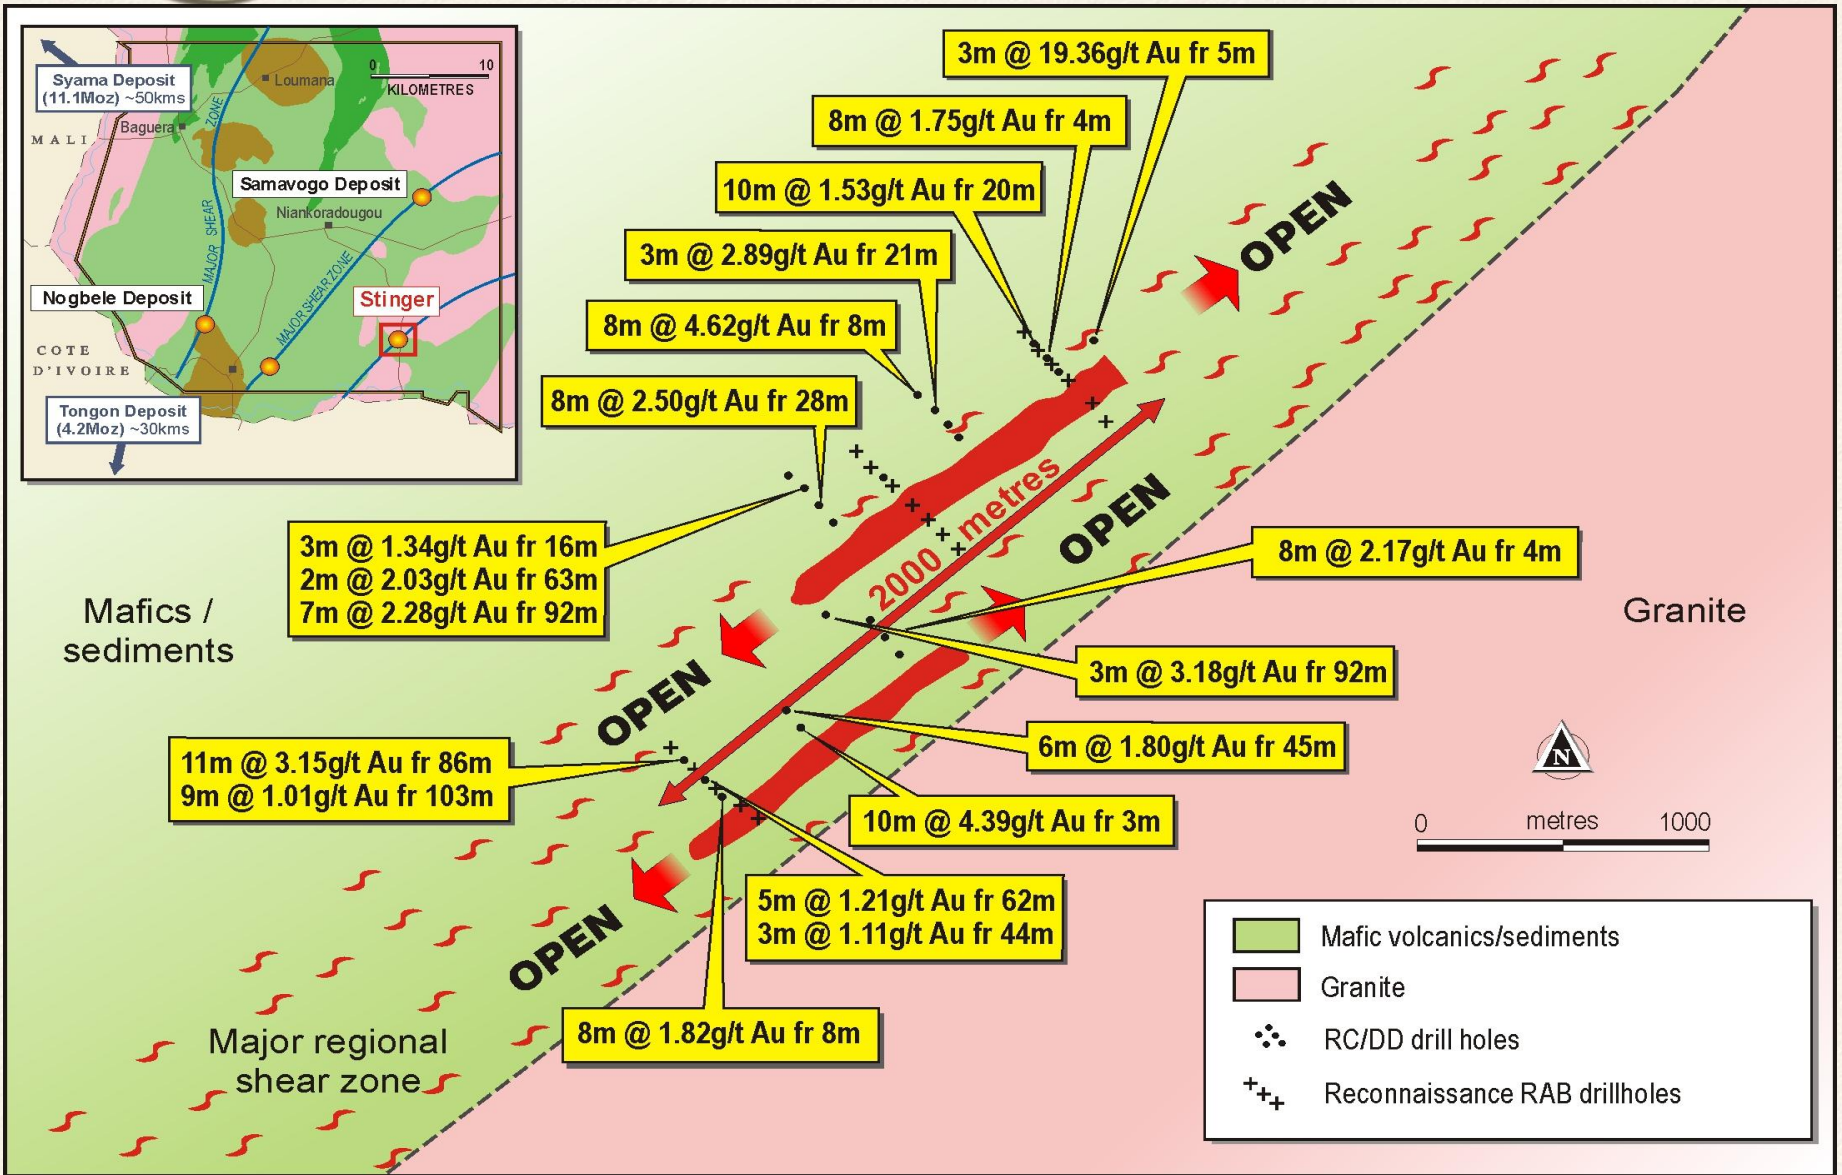 Syama Deposit
(11.1Moz) ~50kms
MALI
Baguera
Loumana
0 10
KILOMETRES
ZONE
MAJOR SHEAR
Samavogo Deposit
Niankoradougou
Nogbele Deposit
MAJOR SHEAR ZONE
Stinger
COTE
D'IVOIRE
Tongon Deposit
(4.2Moz) ~30kms
3m @ 19.36g/t Au fr 5m
8m @ 1.75g/t Au fr 4m
10m @ 1.53g/t Au fr 20m
3m @ 2.89g/t Au fr 21m
8m @ 4.62g/t Au fr 8m
8m @ 2.50g/t Au fr 28m
OPEN
3m @ 1.34g/t Au fr 16m
2m @ 2.03g/t Au fr 63m
7m @ 2.28g/t Au fr 92m
2000 metres
OPEN
8m @ 2.17g/t Au fr 4m
Mafics /
sediments
Granite
3m @ 3.18g/t Au fr 92m
OPEN
6m @ 1.80g/t Au fr 45m
11m @ 3.15g/t Au fr 86m
9m @ 1.01g/t Au fr 103m
10m @ 4.39g/t Au fr 3m
N
0 metres 1000
5m @ 1.21g/t Au fr 62m
3m @ 1.11g/t Au fr 44m
OPEN
8m @ 1.82g/t Au fr 8m
Major regional
shear zone
Mafic volcanics/sediments
Granite
RC/DD drill holes
Reconnaissance RAB drillholes